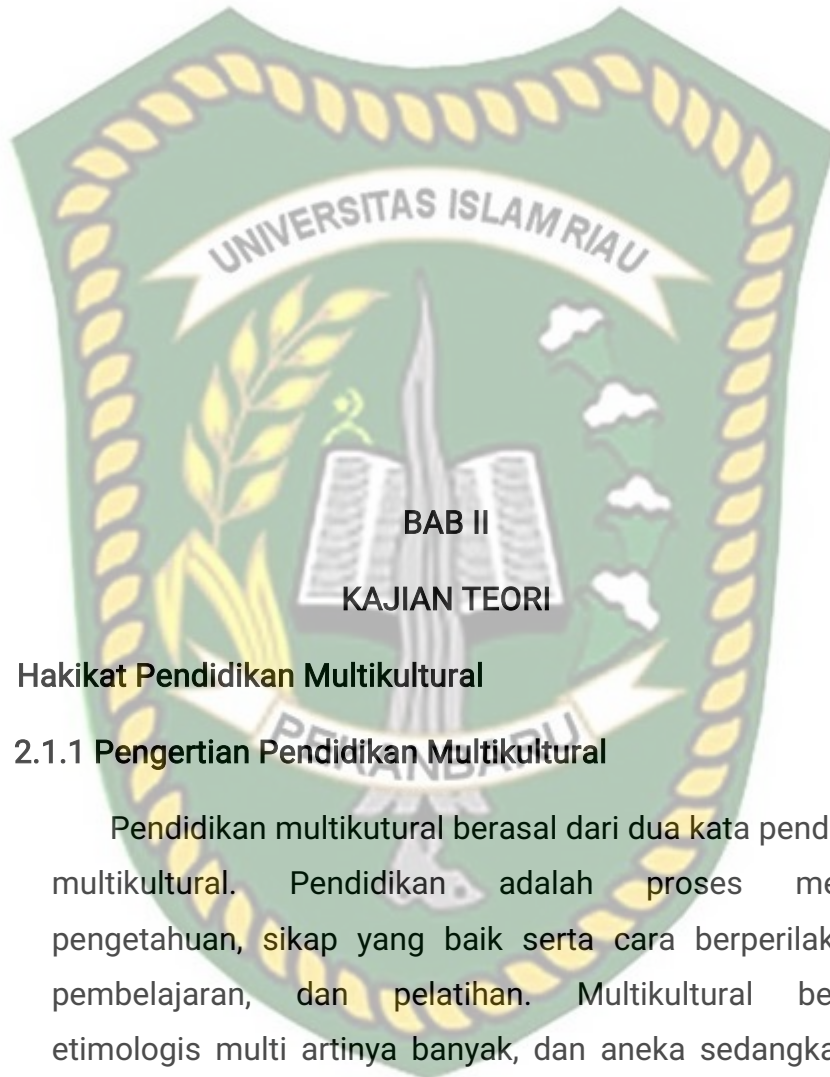 UNIVERSITAS ISLAM RIAU
BAB II
KAJIAN TEORI
Hakikat Pendidikan Multikultural
PEKANBARU
2.1.1 Pengertian Pendidikan Multikultural
Pendidikan multikutural berasal dari dua kata pend
multikultural. Pendidikan adalah proses me
pengetahuan, sikap yang baik serta cara berperilak
pembelajaran, dan pelatihan. Multikultural be
etimologis multi artinya banyak, dan aneka sedangka